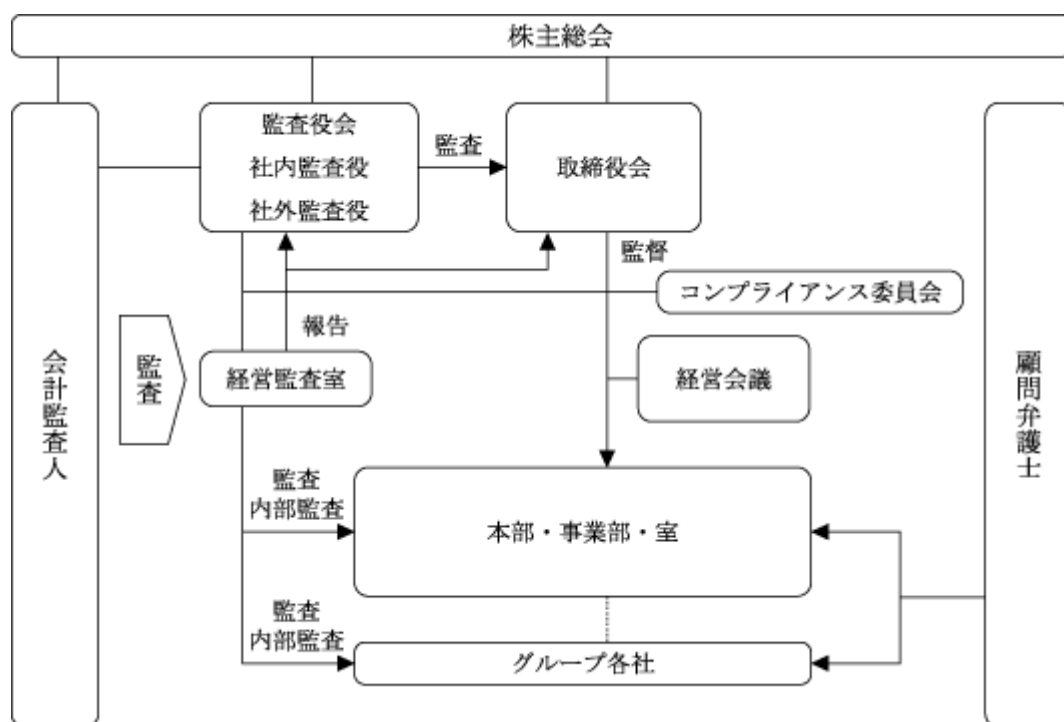 株主総会
監査役会
社内監査役
社外監査役
監査
取締役会
監督
コンプライアンス委員会
報告
会計監査人
監査
経営監査室
経営会議
顧問弁護士
監査
内部監査
本部・事業部・室
監査
内部監査
グループ各社